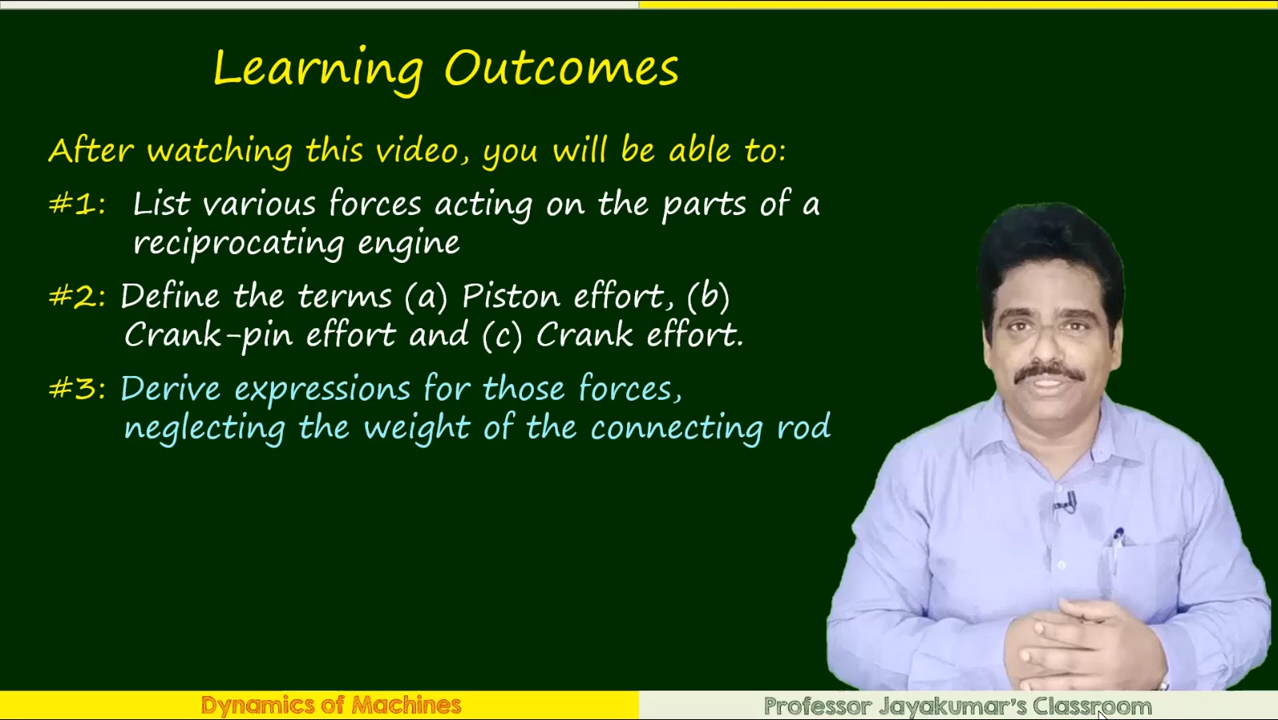 Learning Outcomes
After watching this video, you will be able to:
#1: List various forces acting on the parts of a
reciprocating engine
#2: Define the terms (a) Piston effort, (b)
Crank-pin effort and (c) Crank effort.
#3: Derive expressions for those forces,
neglecting the weight of the connecting rod
Dynamics of Machines
Professor Jayakumar's Classroom